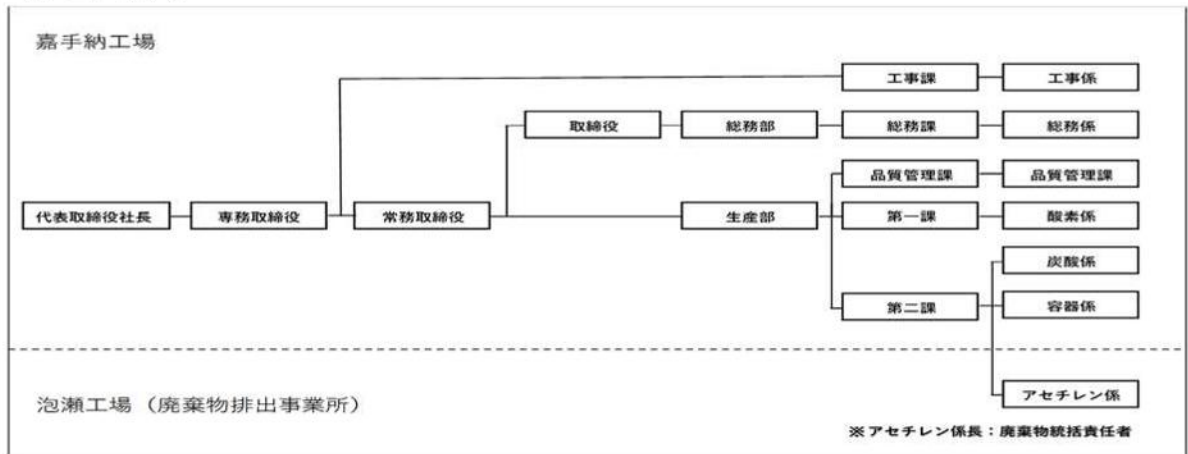 嘉手納工場
工事課 工事係
取締役 総務部 総務課 総務係
品質管理課 品質管理課
代表取締役社長 専務取締役 常務取締役 生産部 第一課 酸素係
炭酸係
第二課 容器係
アセチレン係
泡瀬工場（廃棄物排出事業所）
※アセチレン係長：廃棄物統括責任者